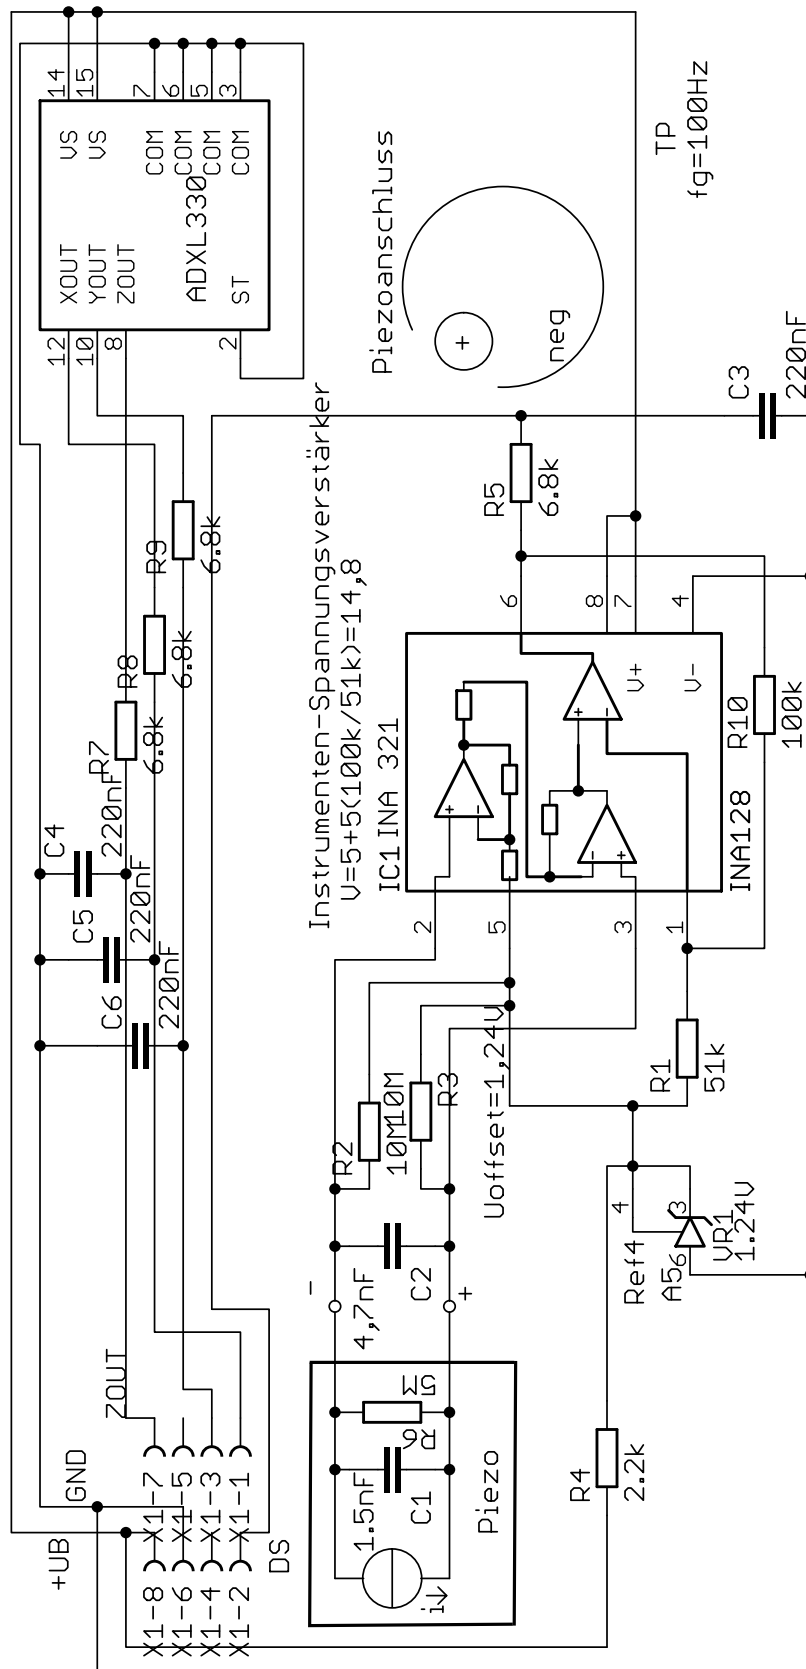 14
15
7
6
5
3
VS
VS
COM
COM
COM
COM
ADXL330
XOUT
YOUT
ZOUT
ST
12
10
8
2
Piezoanschluss
+
neg
TP
fg=100Hz
C3
220nF
R5
6.8k
R9
6.8k
R8
6.8k
R7
6.8k
C4
220nF
C5
220nF
C6
220nF
Instrumenten-Spannungsverstärker
V=5+5(100k/51k)=14,8
6
8
7
4
V+
V-
+
-
+
-
-
+
IC1
INA 321
INA128
R10
100k
2
5
3
1
R1
51k
R2
10M
10M
R3
Uoffset=1,24V
4
3
6
VR1
1.24V
Ref4
A5
-
4,7nF
C2
+
5M
R6
1.5nF
C1
i
Piezo
R4
2.2k
ZOUT
GND
+UB
X1-7
X1-5
X1-3
X1-1
X1-8
X1-6
X1-4
X1-2
DS